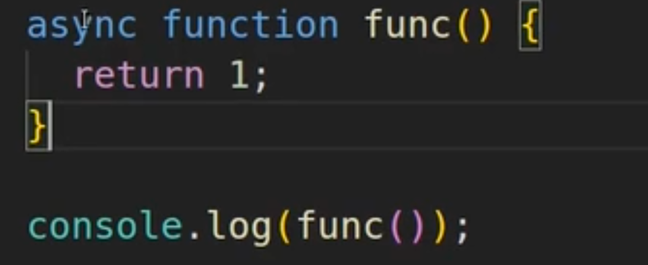 async function func() {
return 1;
}
console.log(func());